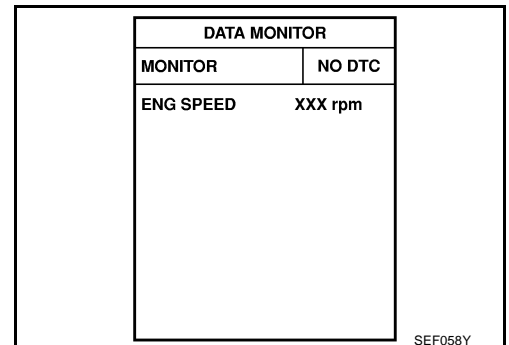 DATA MONITOR
MONITOR NO DTC
ENG SPEED XXX rpm
SEF058Y